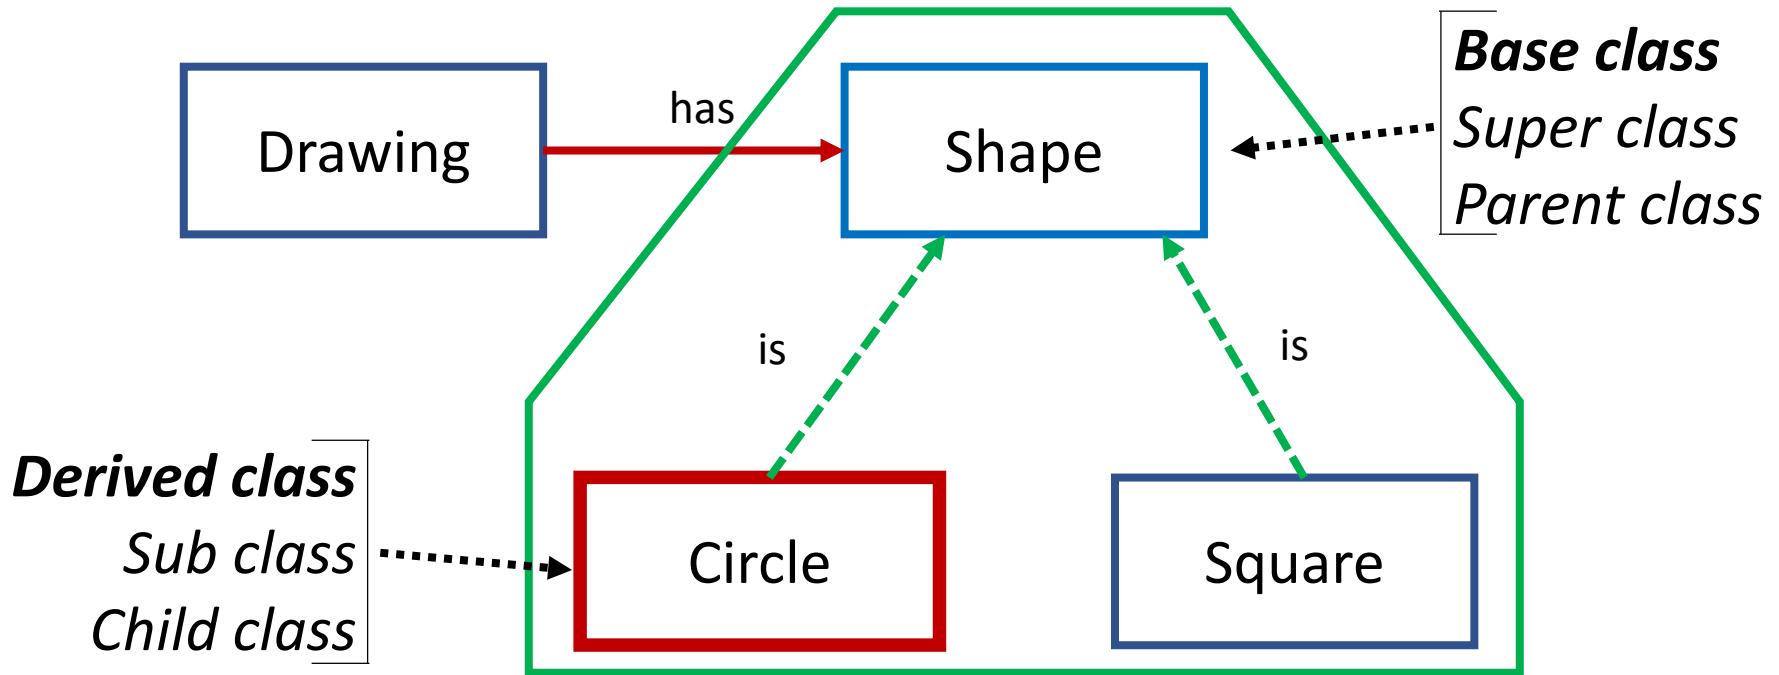 Base class
Super class
Parent class
has
Drawing
Shape
is
is
Derived class
Sub class
Child class
Circle
Square